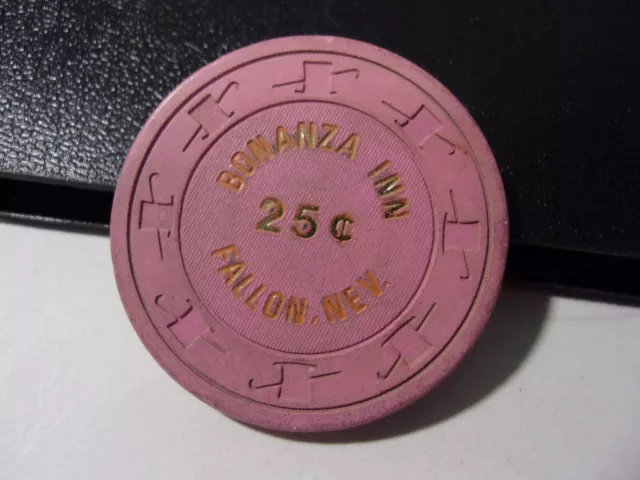 BONANZA INN
25¢
FALLON, NEV.